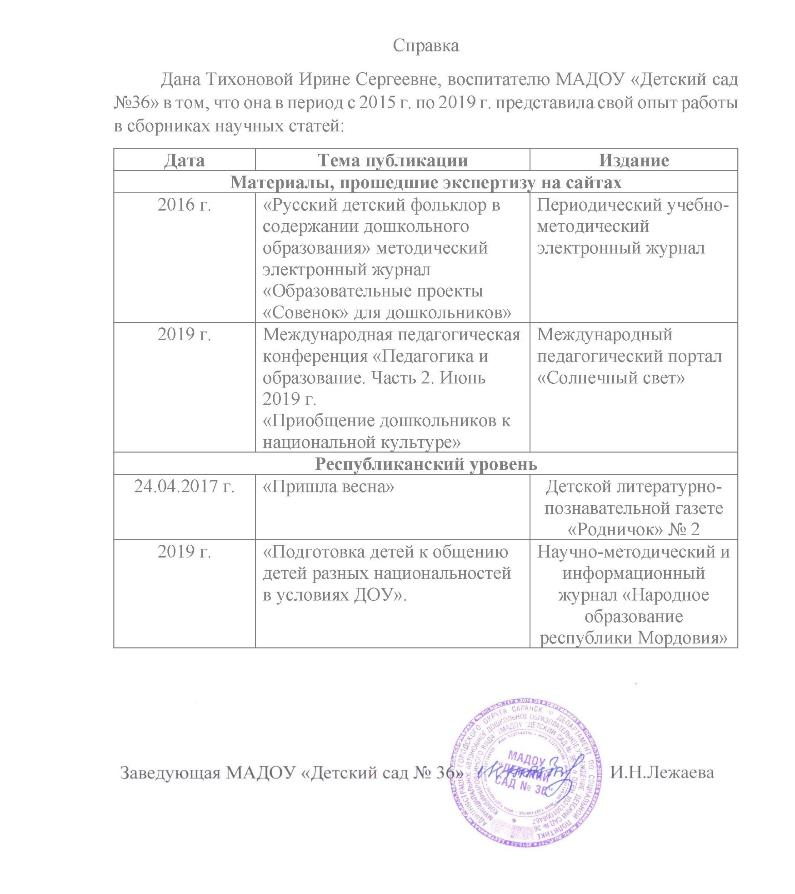 Справка
Дана Тихоновой Ирине Сергеевне, воспитателю МАДОУ «Детский сад
№36» в том, что она в период с 2015 г. по 2019 г. представила свой опыт работы
в сборниках научных статей:
Дата Тема публикации Издание
Материалы, прошедшие экспертизу на сайтах
2016 г. «Русский детский фольклор в Периодический учебно-
содержании дошкольного методический
образования» методический электронный журнал
электронный журнал
«Образовательные проекты
«Совенок» для дошкольников»
2019 г. Международная педагогическая Международный
конференция «Педагогика и педагогический портал
образование. Часть 2. Июнь «Солнечный свет»
2019 г.
«Приобщение дошкольников к
национальной культуре»
Республиканский уровень
24.04.2017 г. «Пришла весна» Детской литературно-
познавательной газете
«Родничок» № 2
2019 г. «Подготовка детей к общению Научно-методический и
детей разных национальностей информационный
в условиях ДОУ». журнал «Народное
образование
республики Мордовия»
Заведующая МАДОУ «Детский сад № 36» И.Н.Лежаева
МАДОУ
«ДЕТСКИЙ
САД № 36»